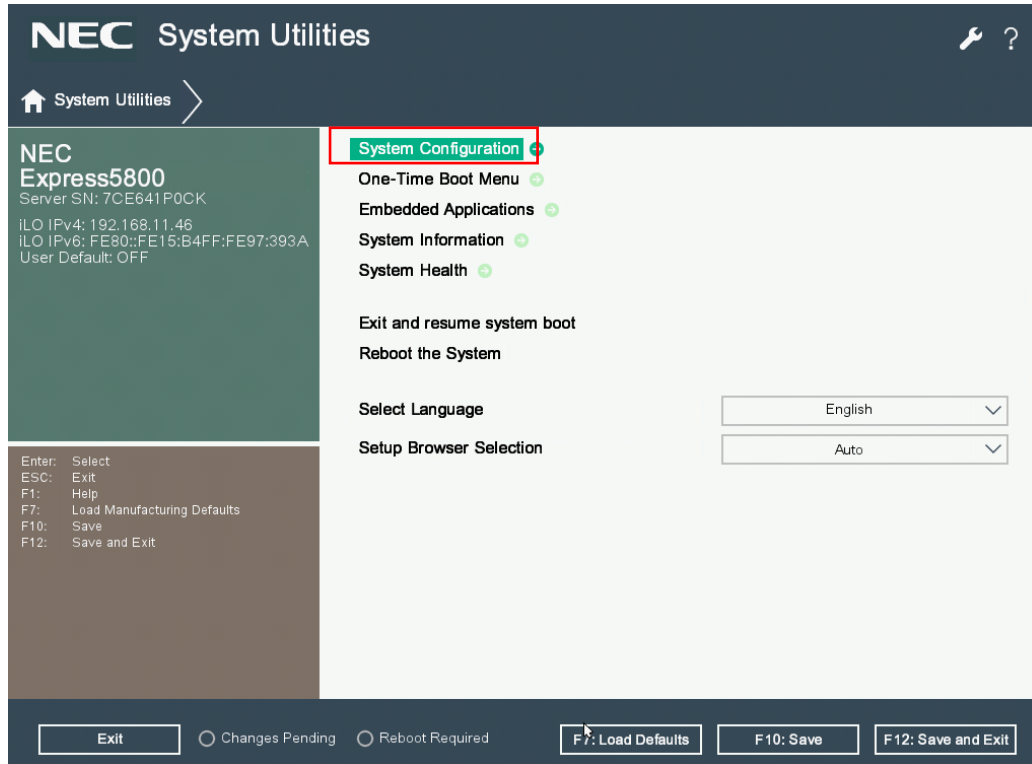 NEC System Utilities
?
System Utilities
NEC
Express5800
Server SN: 7CE641P0CK
iLO IPv4: 192.168.11.46
iLO IPv6: FE80::FE15:B4FF:FE97:393A
User Default: OFF
Enter: Select
ESC: Exit
F1: Help
F7: Load Manufacturing Defaults
F10: Save
F12: Save and Exit
System Configuration
One-Time Boot Menu
Embedded Applications
System Information
System Health
Exit and resume system boot
Reboot the System
Select Language English
Setup Browser Selection Auto
Exit Changes Pending Reboot Required F7: Load Defaults F10: Save F12: Save and Exit